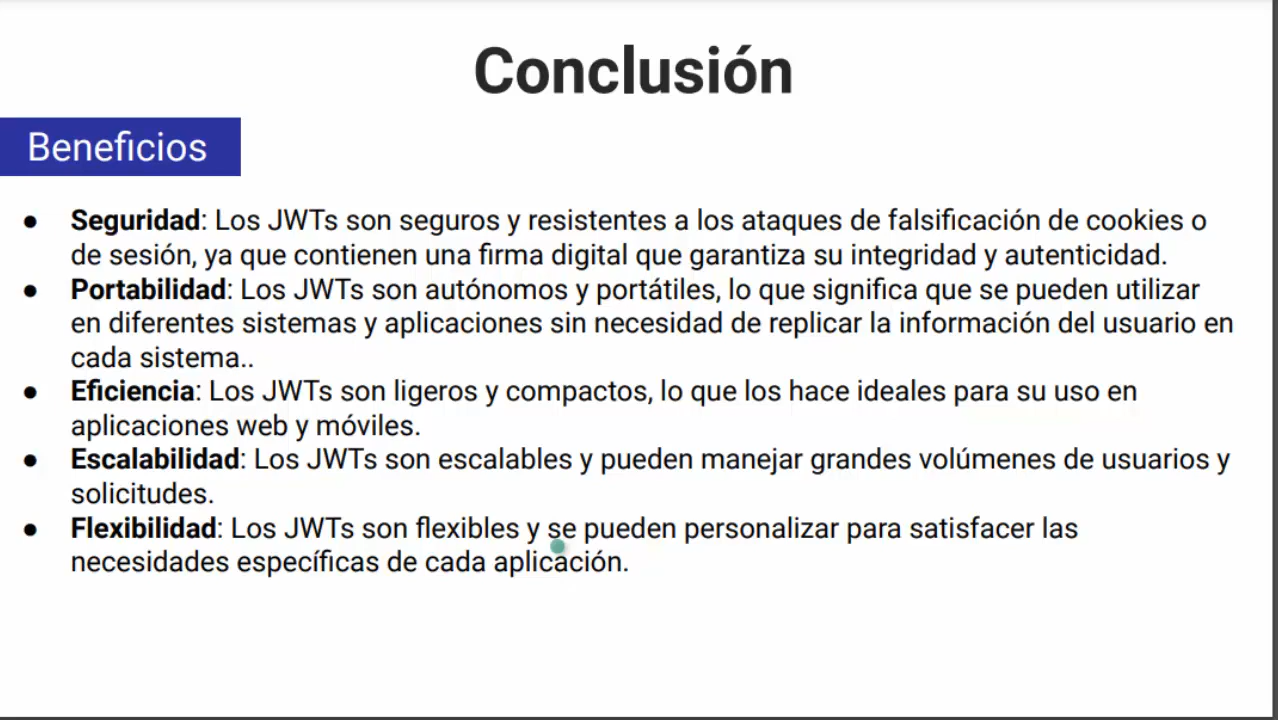 Conclusión
Beneficios
● Seguridad: Los JWTs son seguros y resistentes a los ataques de falsificación de cookies o
de sesión, ya que contienen una firma digital que garantiza su integridad y autenticidad.
● Portabilidad: Los JWTs son autónomos y portátiles, lo que significa que se pueden utilizar
en diferentes sistemas y aplicaciones sin necesidad de replicar la información del usuario en
cada sistema..
● Eficiencia: Los JWTs son ligeros y compactos, lo que los hace ideales para su uso en
aplicaciones web y móviles.
● Escalabilidad: Los JWTs son escalables y pueden manejar grandes volúmenes de usuarios y
solicitudes.
● Flexibilidad: Los JWTs son flexibles y se pueden personalizar para satisfacer las
necesidades específicas de cada aplicación.